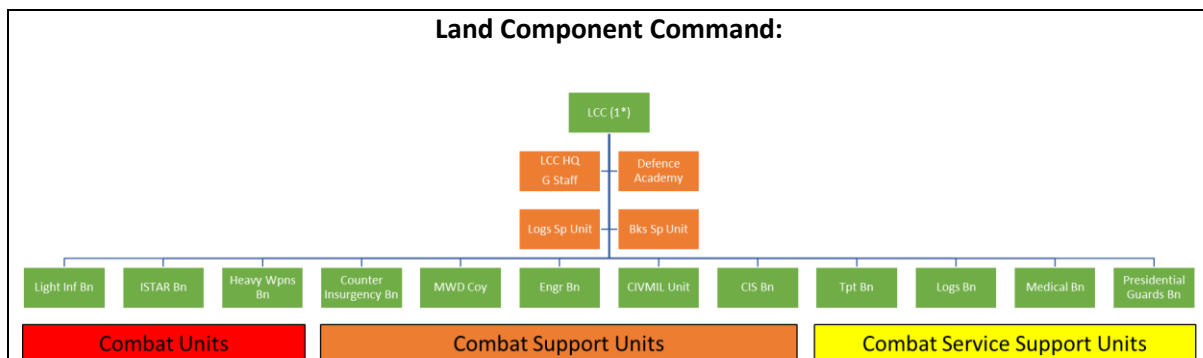 Land Component Command:
LCC (1*)
LCC HQ
G Staff
Defence
Academy
Logs Sp Unit
Bks Sp Unit
Light Inf Bn
ISTAR Bn
Heavy Wpns
Bn
Counter
Insurgency Bn
MWD Coy
Engr Bn
CIVMIL Unit
CIS Bn
Tpt Bn
Logs Bn
Medical Bn
Presidential
Guards Bn
Combat Units
Combat Support Units
Combat Service Support Units